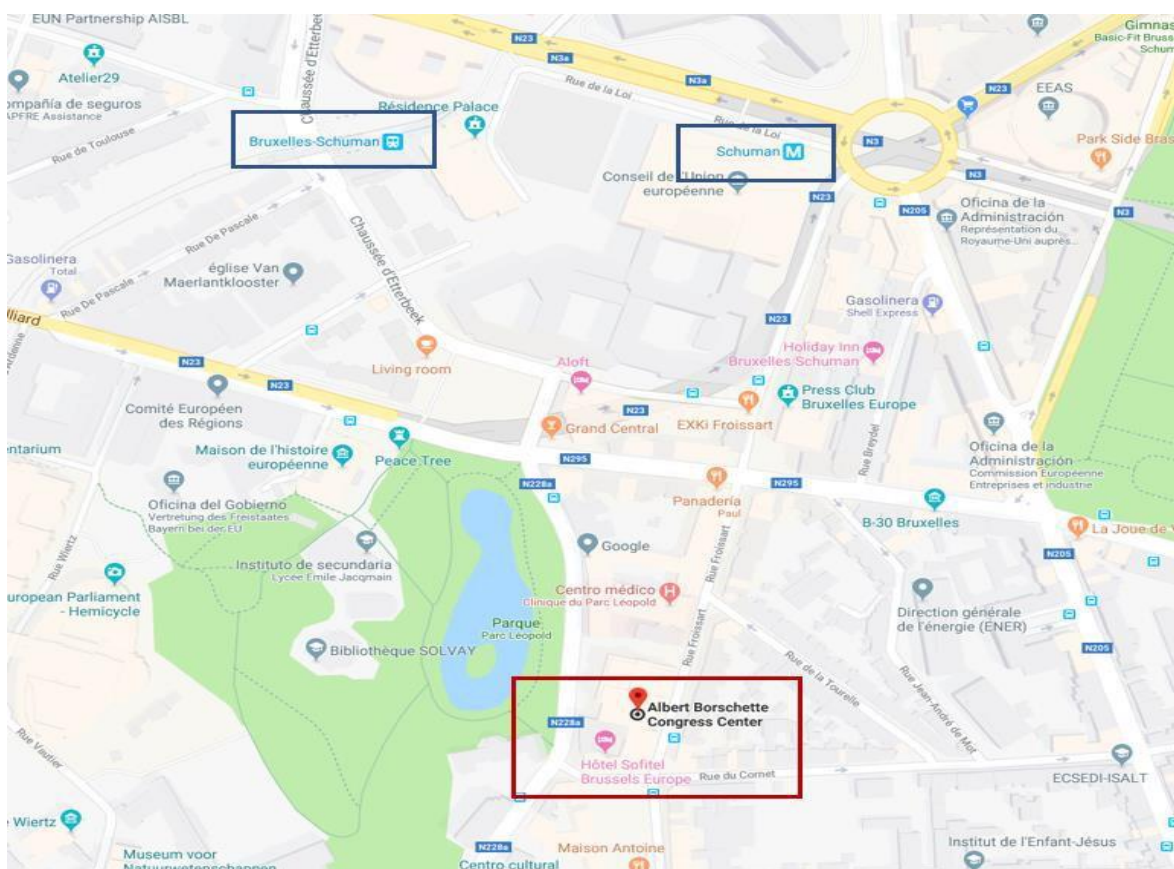 EUN Partnership AISBL
Atelier29
ompañía de seguros
APFRE Assistance
Rue de Toulouse
Chaussée d'Etterbeek
Bruxelles-Schuman
Résidence Palace
N23
N3a
Rue de la Loi
N3a
Rue de la Loi
Schuman
M
Conseil de l'Union
européenne
N23
N3
N23
EEAS
Gimnas
Basic-Fit Bruss
Schum
Park Side Bras
N3
N3
N205
Oficina de la
Administración
Représentation du
Royaume-Uni auprès...
Gasolinera
Total
Rue De Pascale
Rue De Pascale
église Van
Maerlantklooster
Chaussée d'Etterbeek
lliard
Ardenne
N23
N23
Living room
Aloft
N23
Gasolinera
Shell Express
Holiday Inn
Bruxelles-Schuman
Press Club
Bruxelles Europe
Comité Européen
des Régions
Grand Central
N23
EXKi Froissart
Rue Breydel
Oficina de la
Administración
Commission Européenne
Entreprises et industrie
entarium
Maison de l'histoire
européenne
Peace Tree
N295
N228a
Panadería
Paul
N295
B-30 Bruxelles
La Joue de
Oficina del Gobierno
Vertretung des Freistaates
Bayern bei der EU
Rue Wiertz
Instituto de secundaria
Lycée Emile Jacqmain
Google
Rue Froissart
N205
uropean Parliament
- Hemicycle
Centro médico
Clinique du Parc Léopold
Direction générale
de l'énergie (ENER)
Parque
Parc Léopold
Bibliothèque SOLVAY
Rue Froissart
Rue de la Tourelle
Rue Jean-André de Mot
N205
Albert Borschette
Congress Center
N228a
Hôtel Sofitel
Brussels Europe
Rue du Cornet
ECSEDI-ISALT
Rue Vautier
e Wiertz
Museum voor
Natuurwetenschappen
N228a
Centro cultural
Maison Antoine
Institut de l'Enfant-Jésus